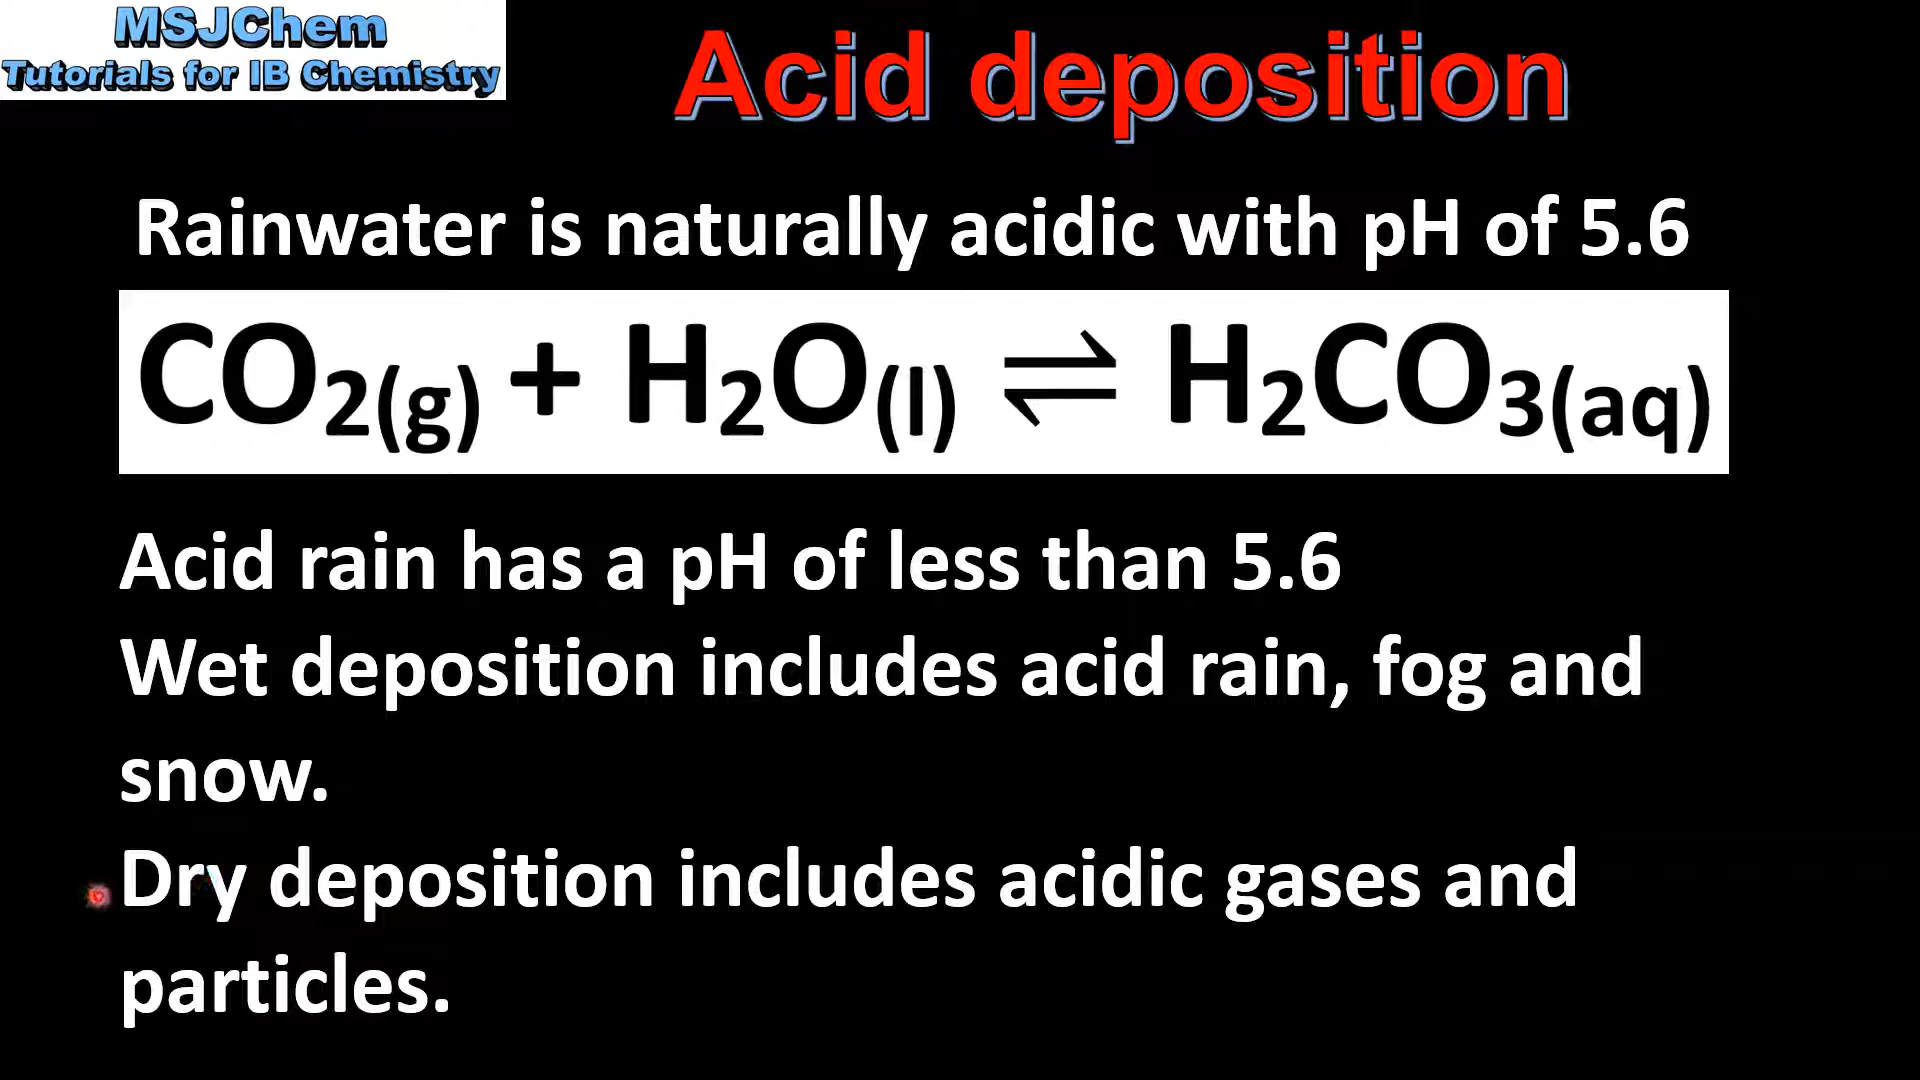 MSJChem
Tutorials for IB Chemistry
Acid deposition
Rainwater is naturally acidic with pH of 5.6
CO2(g) + H2O(l) ⇌ H2CO3(aq)
Acid rain has a pH of less than 5.6
Wet deposition includes acid rain, fog and
snow.
Dry deposition includes acidic gases and
particles.